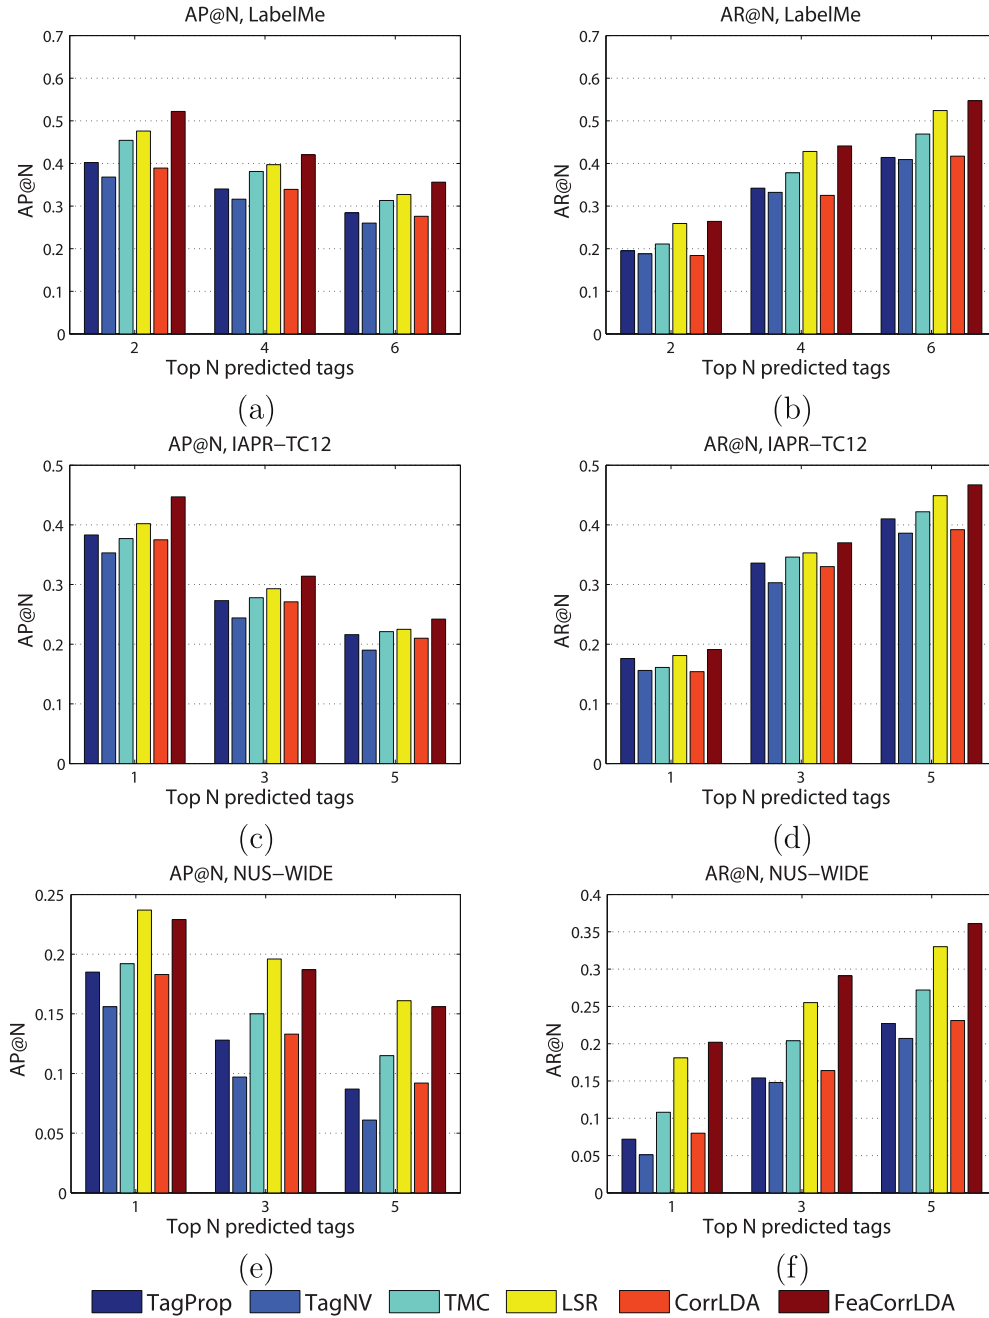 AP@N, LabelMe
0.7
0.6
0.5
0.4
0.3
0.2
0.1
0
AP@N
2 4 6
Top N predicted tags
(a)
AR@N, LabelMe
0.7
0.6
0.5
0.4
0.3
0.2
0.1
0
AR@N
2 4 6
Top N predicted tags
(b)
AP@N, IAPR−TC12
0.5
0.4
0.3
0.2
0.1
0
AP@N
1 3 5
Top N predicted tags
(c)
AR@N, IAPR−TC12
0.5
0.4
0.3
0.2
0.1
0
AR@N
1 3 5
Top N predicted tags
(d)
AP@N, NUS−WIDE
0.25
0.2
0.15
0.1
0.05
0
AP@N
1 3 5
Top N predicted tags
(e)
AR@N, NUS−WIDE
0.4
0.35
0.3
0.25
0.2
0.15
0.1
0.05
0
AR@N
1 3 5
Top N predicted tags
(f)
TagProp TagNV TMC LSR CorrLDA FeaCorrLDA